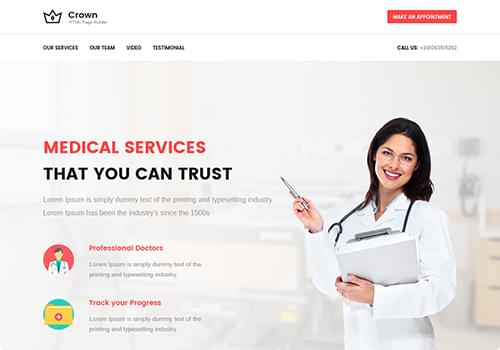 Crown
HTML Page Builder
MAKE AN APPOINTMENT
OUR SERVICES
OUR TEAM
VIDEO
TESTIMONIAL
CALL US: +201063515252
MEDICAL SERVICES
THAT YOU CAN TRUST
Lorem Ipsum is simply dummy text of the printing and typesetting industry.
Lorem Ipsum has been the industry's since the 1500s
Professional Doctors
Lorem Ipsum is simply dummy text of the
printing and typesetting industry.
Track your Progress
Lorem Ipsum is simply dummy text of the
printing and typesetting industry.